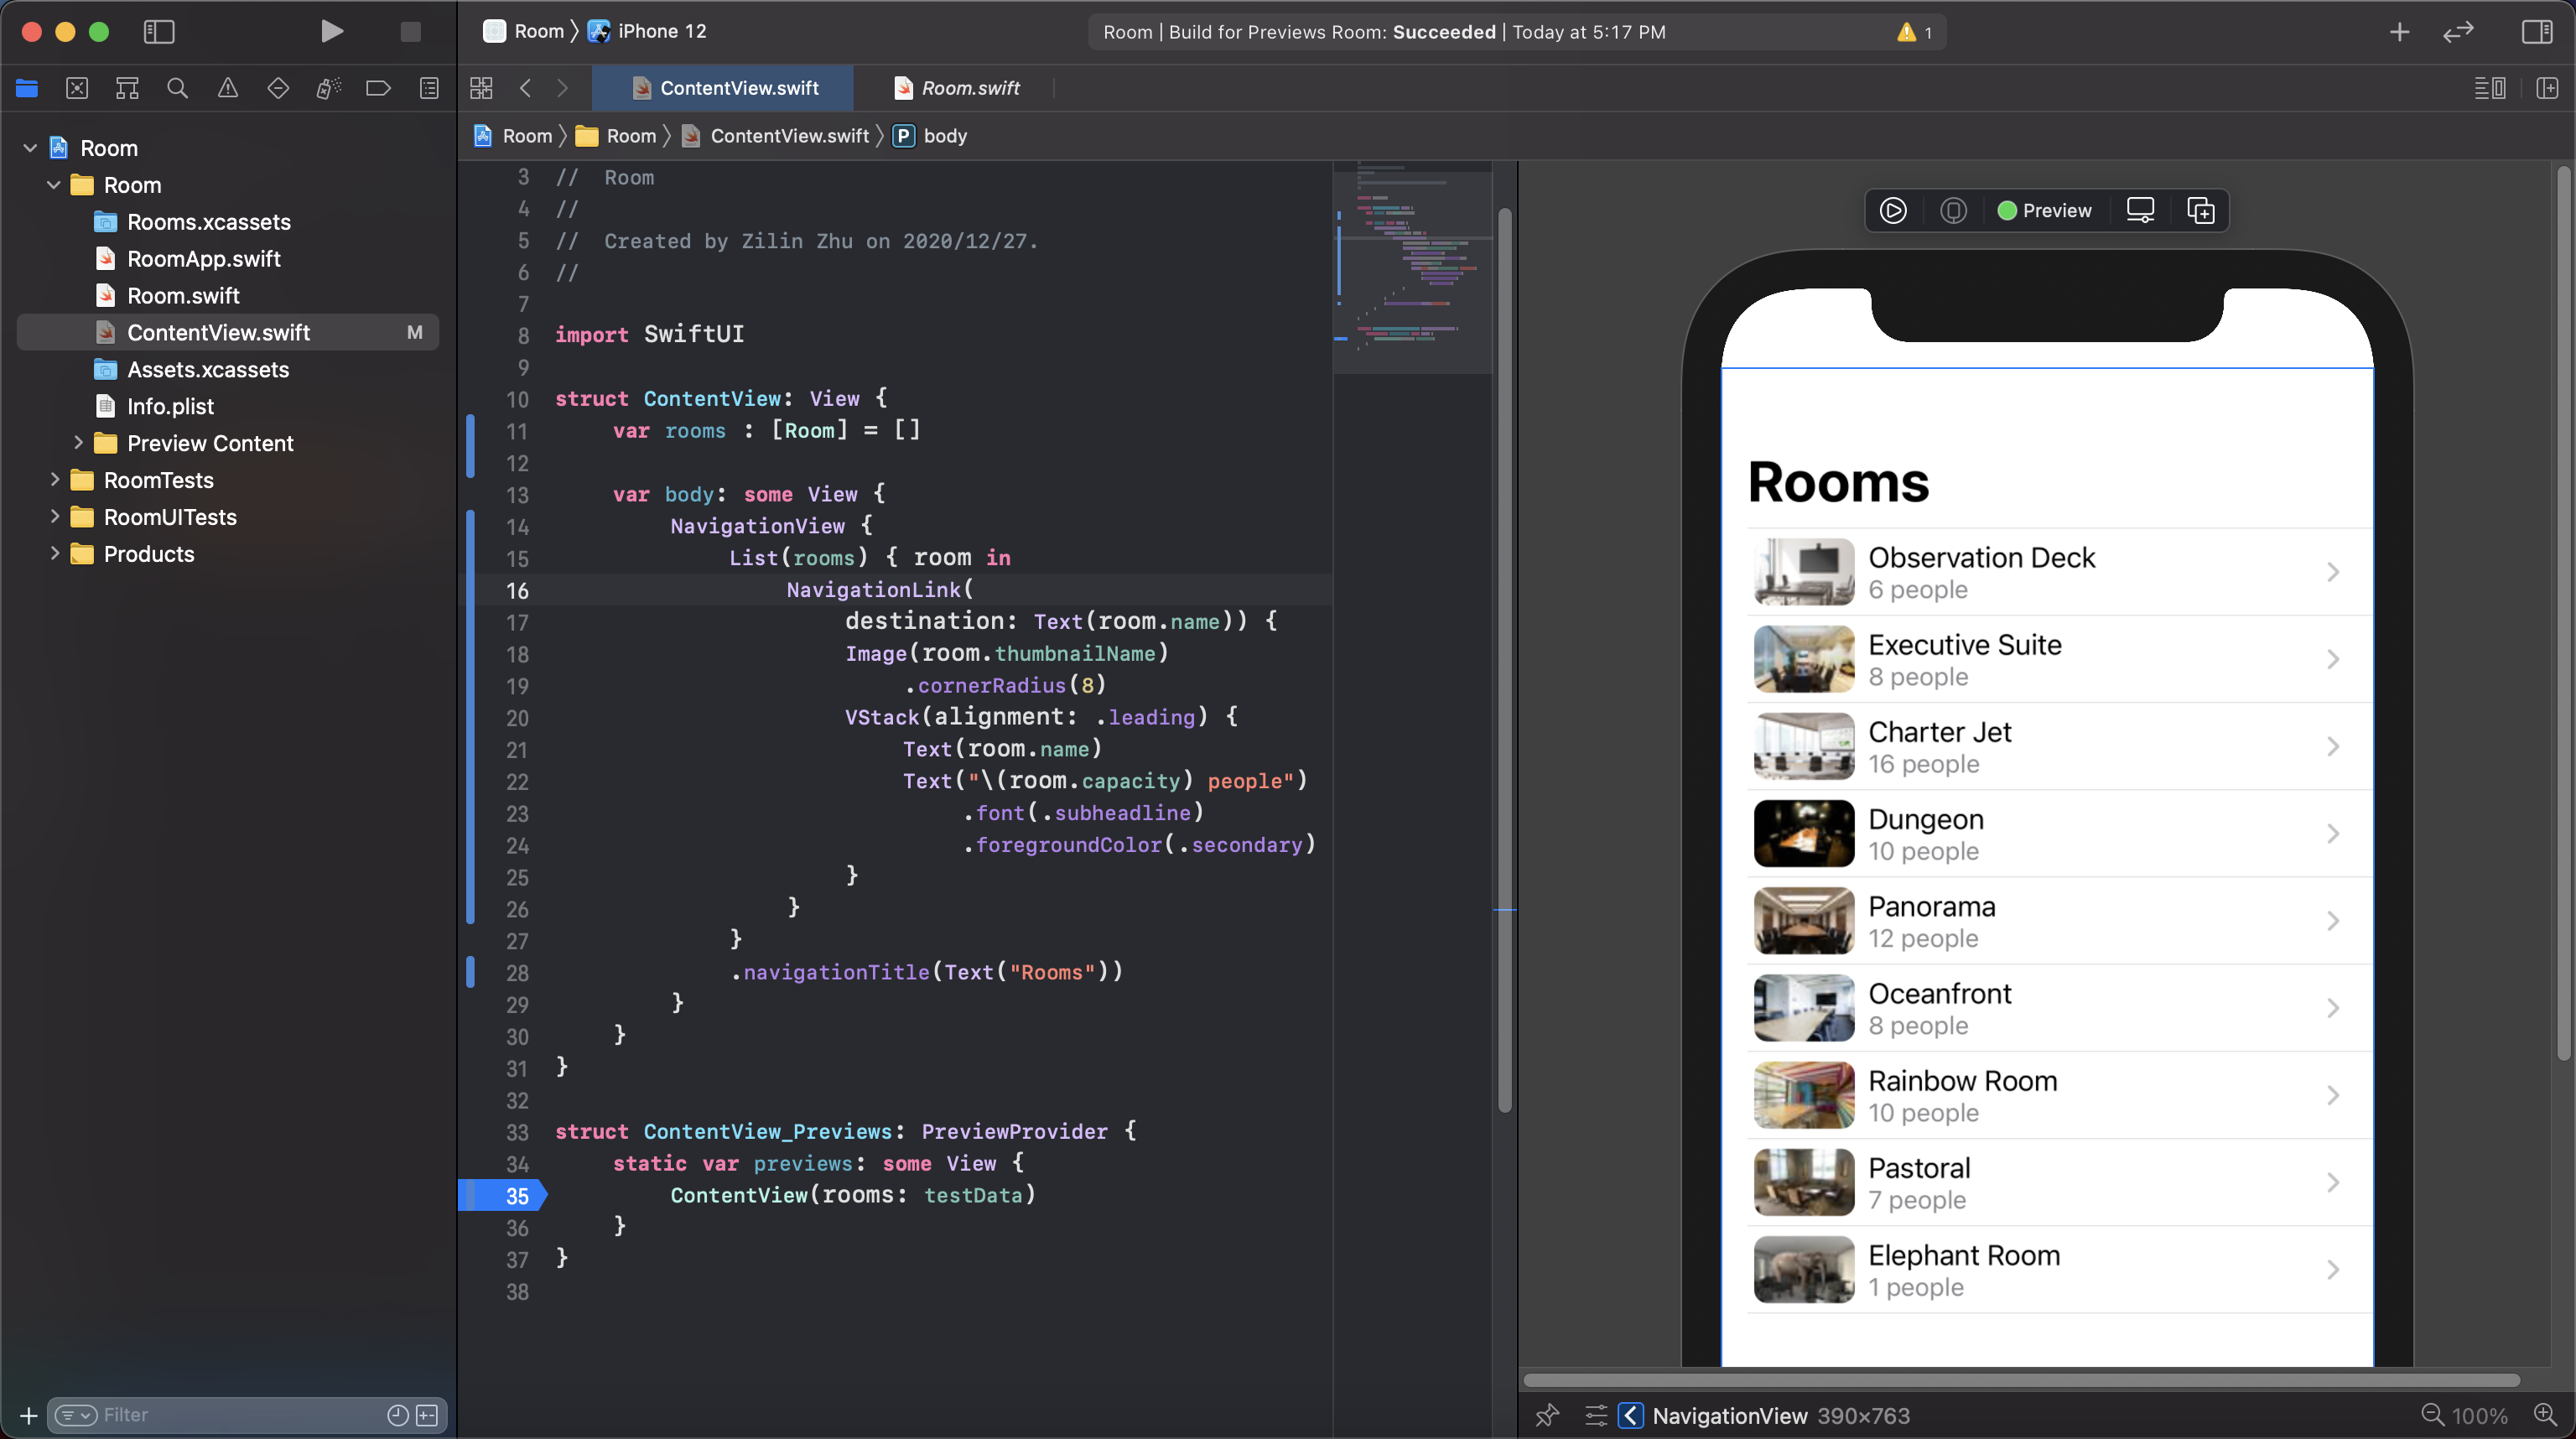 Room 〉 iPhone 12
Room | Build for Previews Room: Succeeded | Today at 5:17 PM
1
ContentView.swift
Room.swift
Room 〉 Room 〉 ContentView.swift 〉 P body
Room
Room
Rooms.xcassets
RoomApp.swift
Room.swift
ContentView.swift M
Assets.xcassets
Info.plist
Preview Content
RoomTests
RoomUITests
Products
Filter
3 //  Room
4 //
5 //  Created by Zilin Zhu on 2020/12/27.
6 //
7
8 import SwiftUI
9
10 struct ContentView: View {
11     var rooms : [Room] = []
12
13     var body: some View {
14         NavigationView {
15             List(rooms) { room in
16                 NavigationLink(
17                     destination: Text(room.name)) {
18                     Image(room.thumbnailName)
19                         .cornerRadius(8)
20                     VStack(alignment: .leading) {
21                         Text(room.name)
22                         Text("\(room.capacity) people")
23                             .font(.subheadline)
24                             .foregroundColor(.secondary)
25                     }
26                 }
27             }
28             .navigationTitle(Text("Rooms"))
29         }
30     }
31 }
32
33 struct ContentView_Previews: PreviewProvider {
34     static var previews: some View {
35         ContentView(rooms: testData)
36     }
37 }
38
Preview
Rooms
Observation Deck
6 people
Executive Suite
8 people
Charter Jet
16 people
Dungeon
10 people
Panorama
12 people
Oceanfront
8 people
Rainbow Room
10 people
Pastoral
7 people
Elephant Room
1 people
NavigationView 390×763
100%